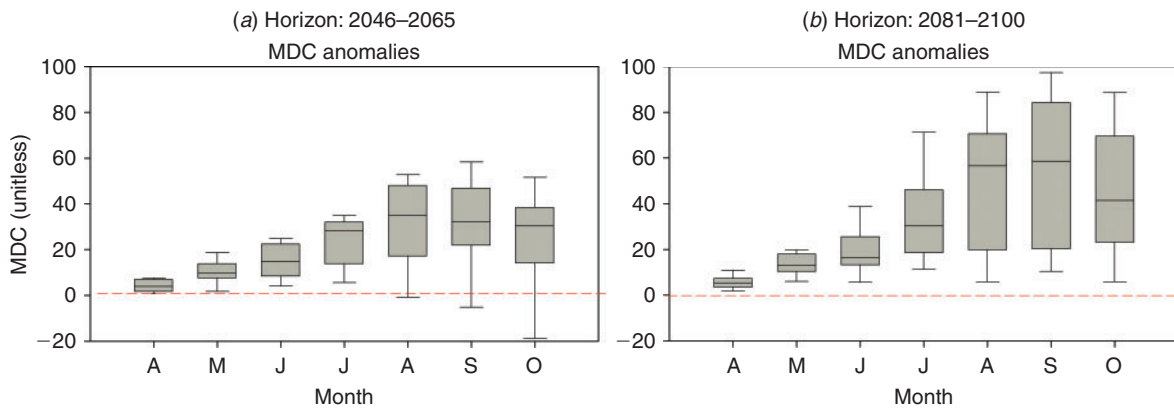 (a) Horizon: 2046–2065
MDC anomalies
MDC (unitless)
100
80
60
40
20
0
−20
A M J J A S O
Month
(b) Horizon: 2081–2100
MDC anomalies
100
80
60
40
20
0
−20
A M J J A S O
Month